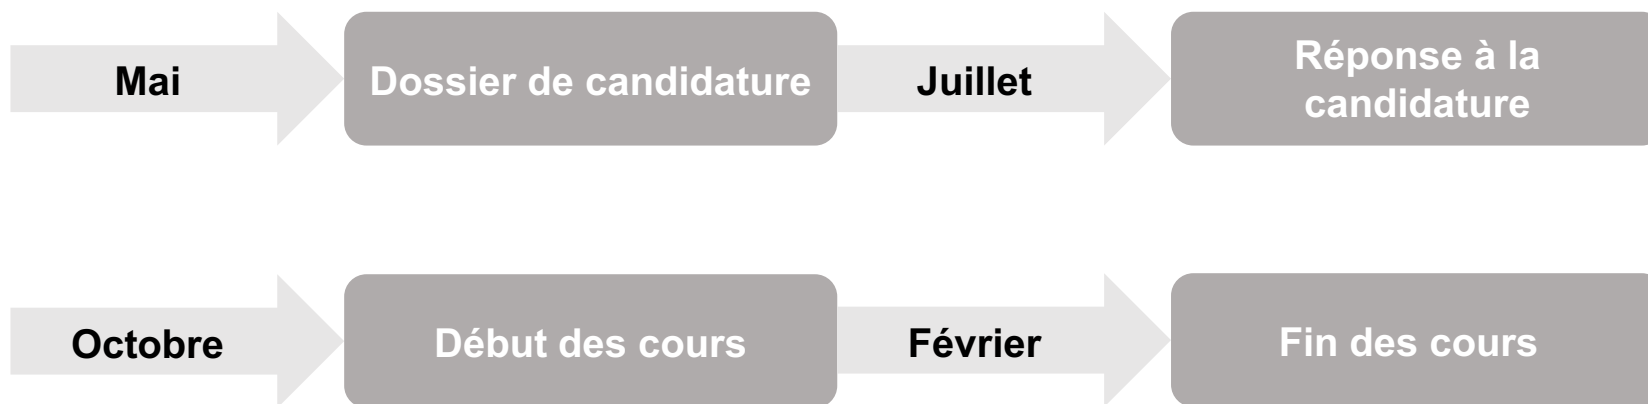 Mai
Dossier de candidature
Juillet
Réponse à la
candidature
Octobre
Début des cours
Février
Fin des cours